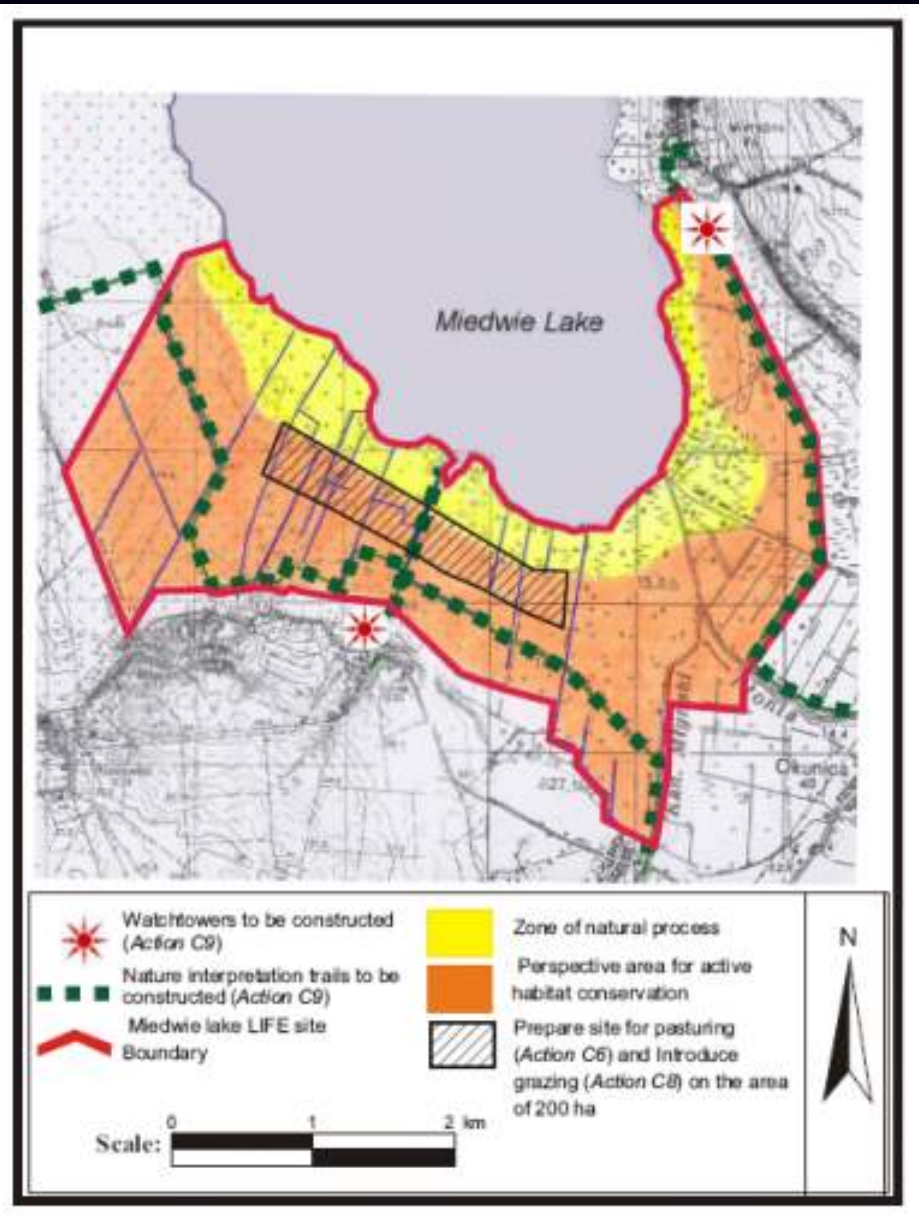 Miedwie Lake
Okunica
Watchtowers to be constructed
(Action C9)
Nature interpretation trails to be
constructed (Action C9)
Miedwie lake LIFE site
Boundary
Zone of natural process
Perspective area for active
habitat conservation
Prepare site for pasturing
(Action C6) and Introduce
grazing (Action C8) on the area
of 200 ha
N
0 1 2 km
Scale: